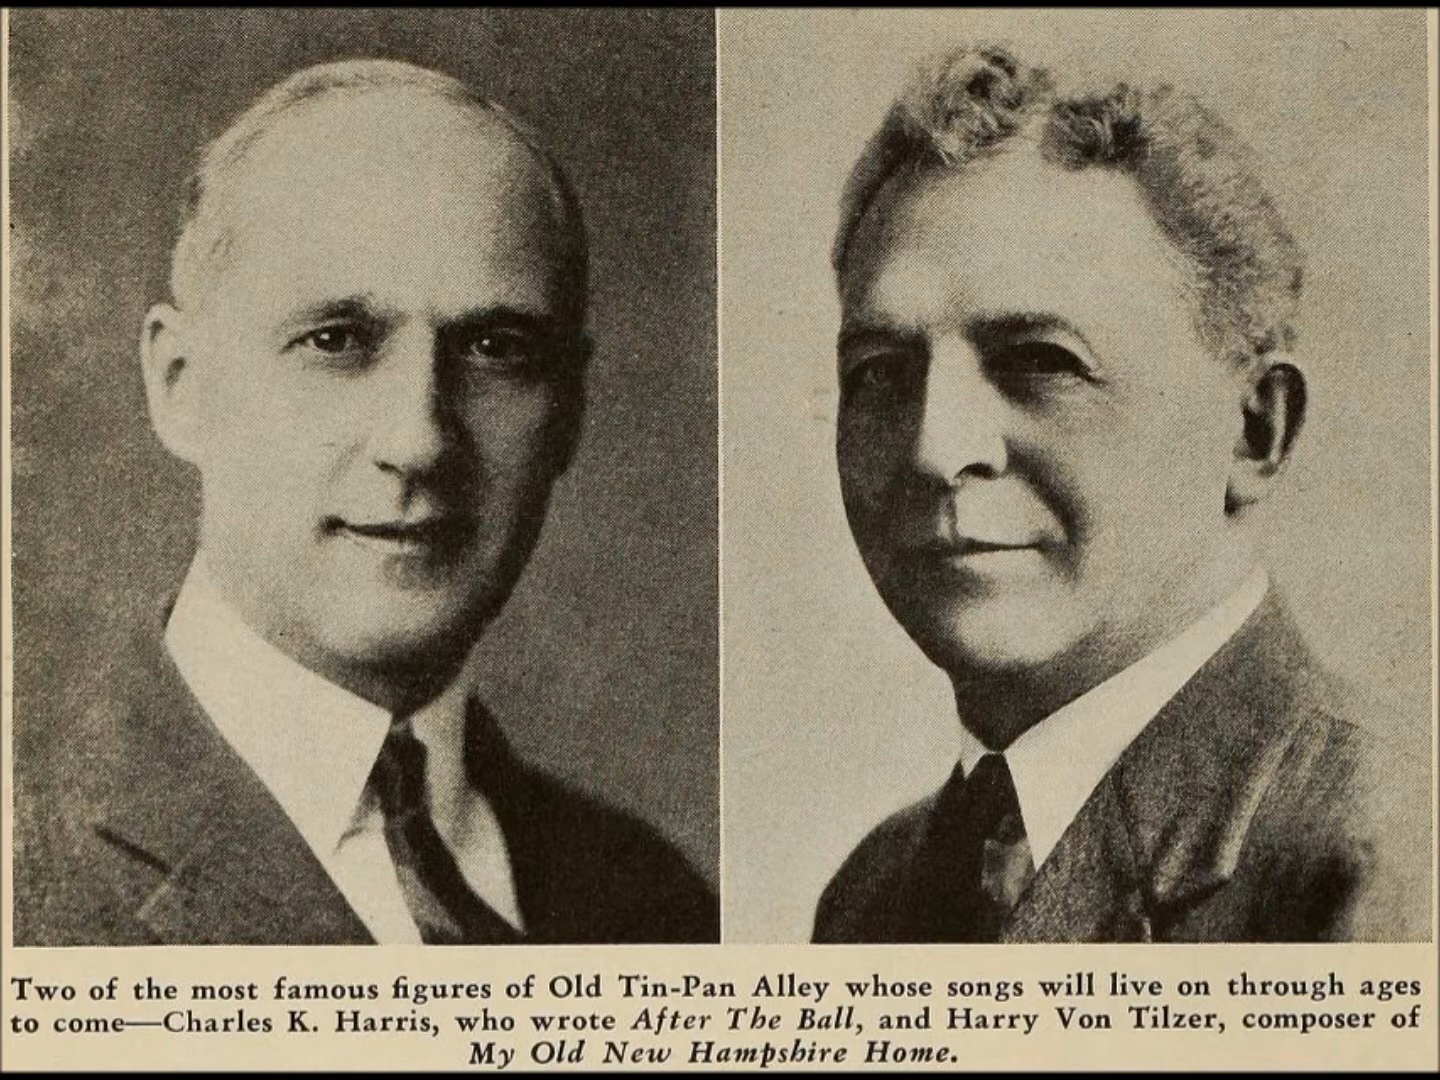 Two of the most famous figures of Old Tin-Pan Alley whose songs will live on through ages
to come—Charles K. Harris, who wrote After The Ball, and Harry Von Tilzer, composer of
My Old New Hampshire Home.